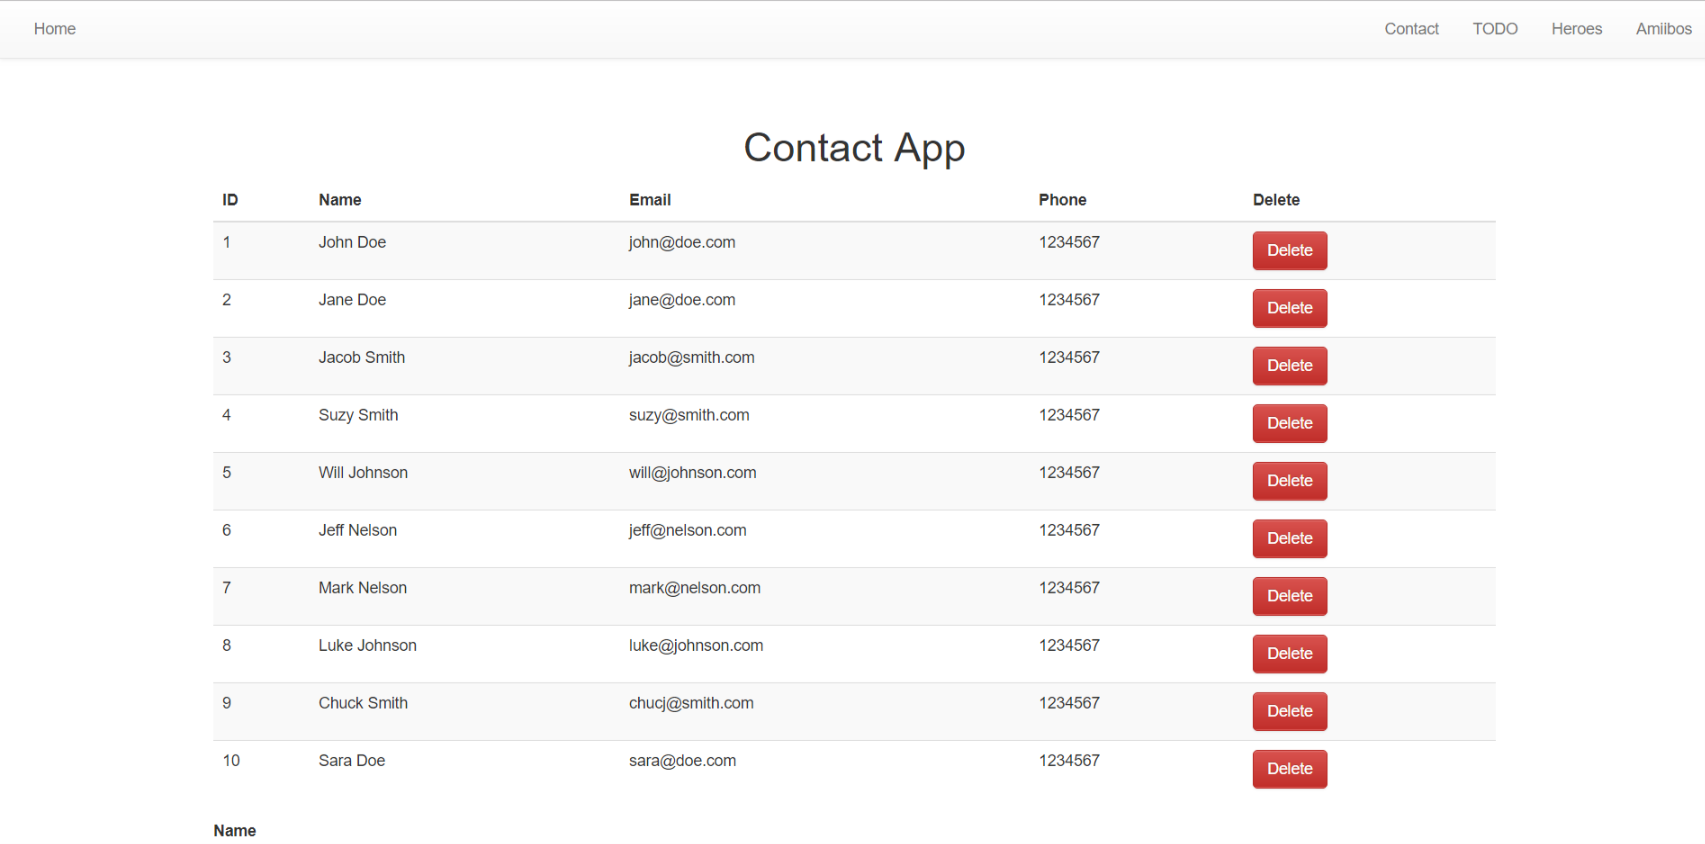 Home Contact TODO Heroes Amiibos
Contact App
ID Name Email Phone Delete
1 John Doe john@doe.com 1234567 Delete
2 Jane Doe jane@doe.com 1234567 Delete
3 Jacob Smith jacob@smith.com 1234567 Delete
4 Suzy Smith suzy@smith.com 1234567 Delete
5 Will Johnson will@johnson.com 1234567 Delete
6 Jeff Nelson jeff@nelson.com 1234567 Delete
7 Mark Nelson mark@nelson.com 1234567 Delete
8 Luke Johnson luke@johnson.com 1234567 Delete
9 Chuck Smith chucj@smith.com 1234567 Delete
10 Sara Doe sara@doe.com 1234567 Delete
Name